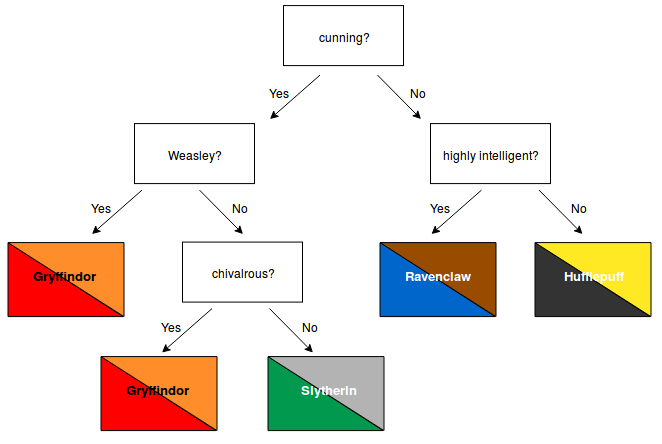 cunning?
Yes
No
Weasley?
highly intelligent?
Yes
No
Yes
No
Gryffindor
chivalrous?
Ravenclaw
Hufflepuff
Yes
No
Gryffindor
Slytherin